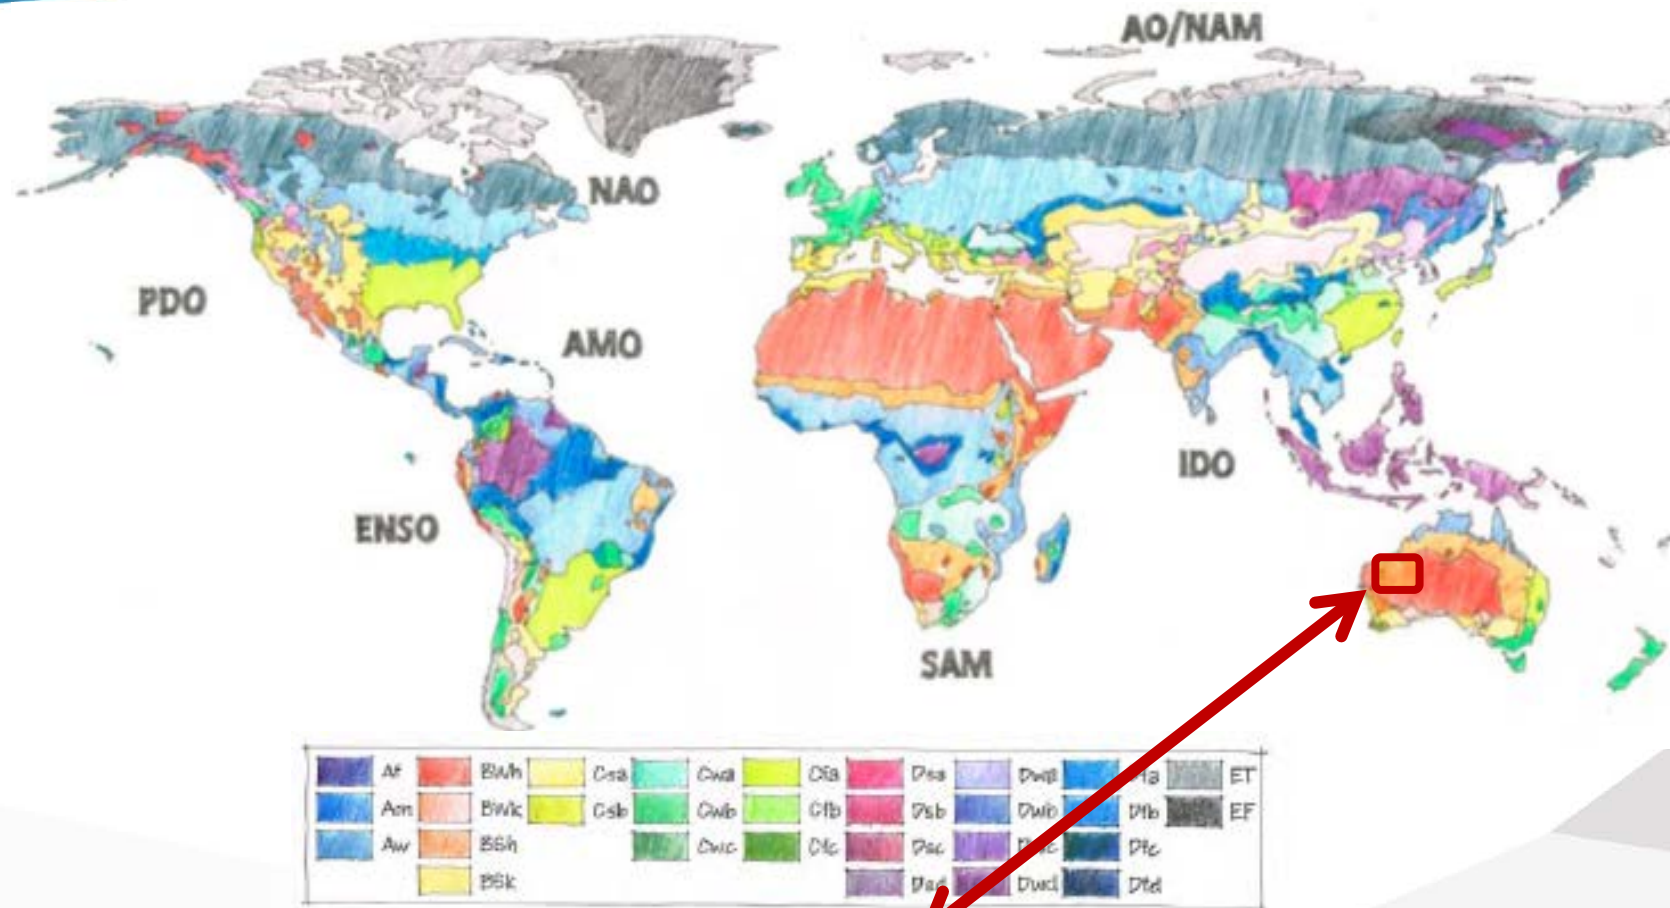 AO/NAM
NAO
PDO
AMO
IDO
ENSO
SAM
Af BWh Csa Cwa Cfa Dsa Dwa ET
Am BWk Csb Cwb Cfb Dsb Dwb Dfb EF
Aw BSh Cwc Cfc Dsc Dfc
BSk Dwd Dfd